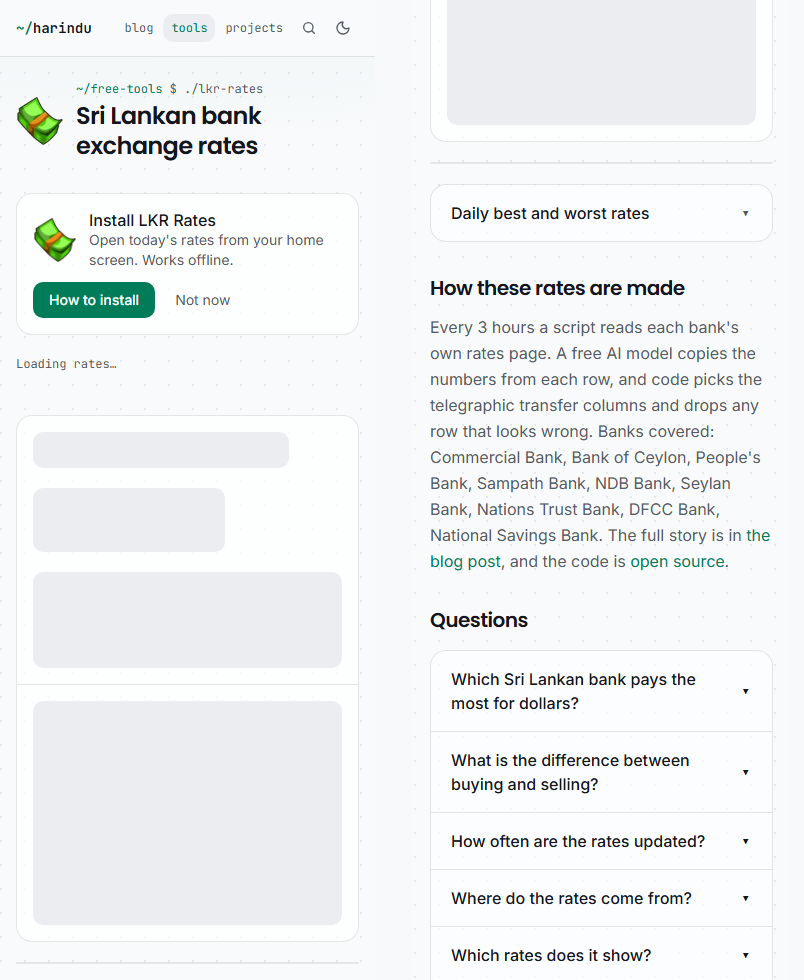 ~/harindu
blog
tools
projects
~/free-tools $ ./lkr-rates
Sri Lankan bank
exchange rates
Install LKR Rates
Open today's rates from your home
screen. Works offline.
How to install
Not now
Loading rates…
Daily best and worst rates
How these rates are made
Every 3 hours a script reads each bank's
own rates page. A free AI model copies the
numbers from each row, and code picks the
telegraphic transfer columns and drops any
row that looks wrong. Banks covered:
Commercial Bank, Bank of Ceylon, People's
Bank, Sampath Bank, NDB Bank, Seylan
Bank, Nations Trust Bank, DFCC Bank,
National Savings Bank. The full story is in the
blog post, and the code is open source.
Questions
Which Sri Lankan bank pays the
most for dollars?
What is the difference between
buying and selling?
How often are the rates updated?
Where do the rates come from?
Which rates does it show?